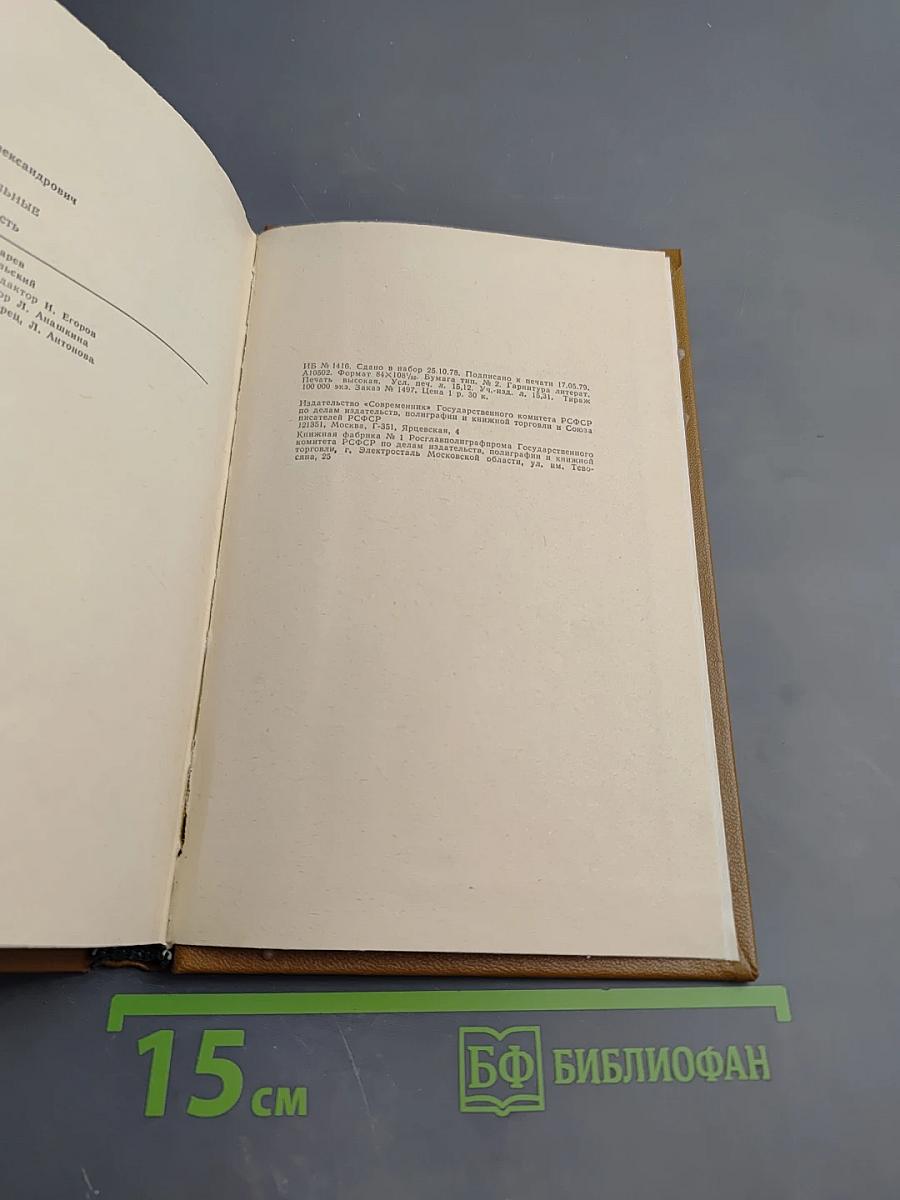 ександрович
ЛЬНЫЕ
сть
арев
льский
дактор Н. Егоров
ор Л. Анашкина
рец, Л. Антонова
ИБ № 1416. Сдано в набор 25.10.78. Подписано к печати 17.05.79.
А10502. Формат 84×108¹/₃₂. Бумага тип. № 2. Гарнитура литерат.
Печать высокая. Усл. печ. л. 15,12. Уч.-изд. л. 15,31. Тираж
100 000 экз. Заказ № 1497. Цена 1 р. 30 к.
Издательство «Современник» Государственного комитета РСФСР
по делам издательств, полиграфии и книжной торговли и Союза
писателей РСФСР
121351, Москва, Г-351, Ярцевская, 4
Книжная фабрика № 1 Росглавполиграфпрома Государственного
комитета РСФСР по делам издательств, полиграфии и книжной
торговли, г. Электросталь Московской области, ул. им. Тево-
сяна, 25
15 см
БФ БИБЛИОФАН